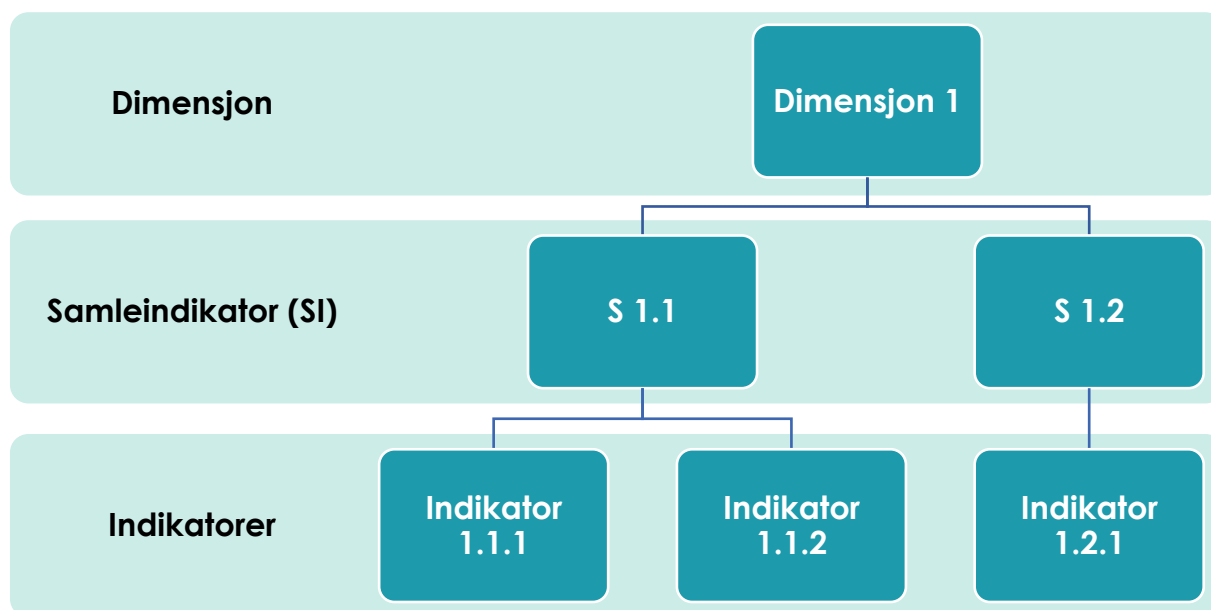 Dimensjon
Dimensjon 1
Samleindikator (SI)
S 1.1
S 1.2
Indikatorer
Indikator
1.1.1
Indikator
1.1.2
Indikator
1.2.1